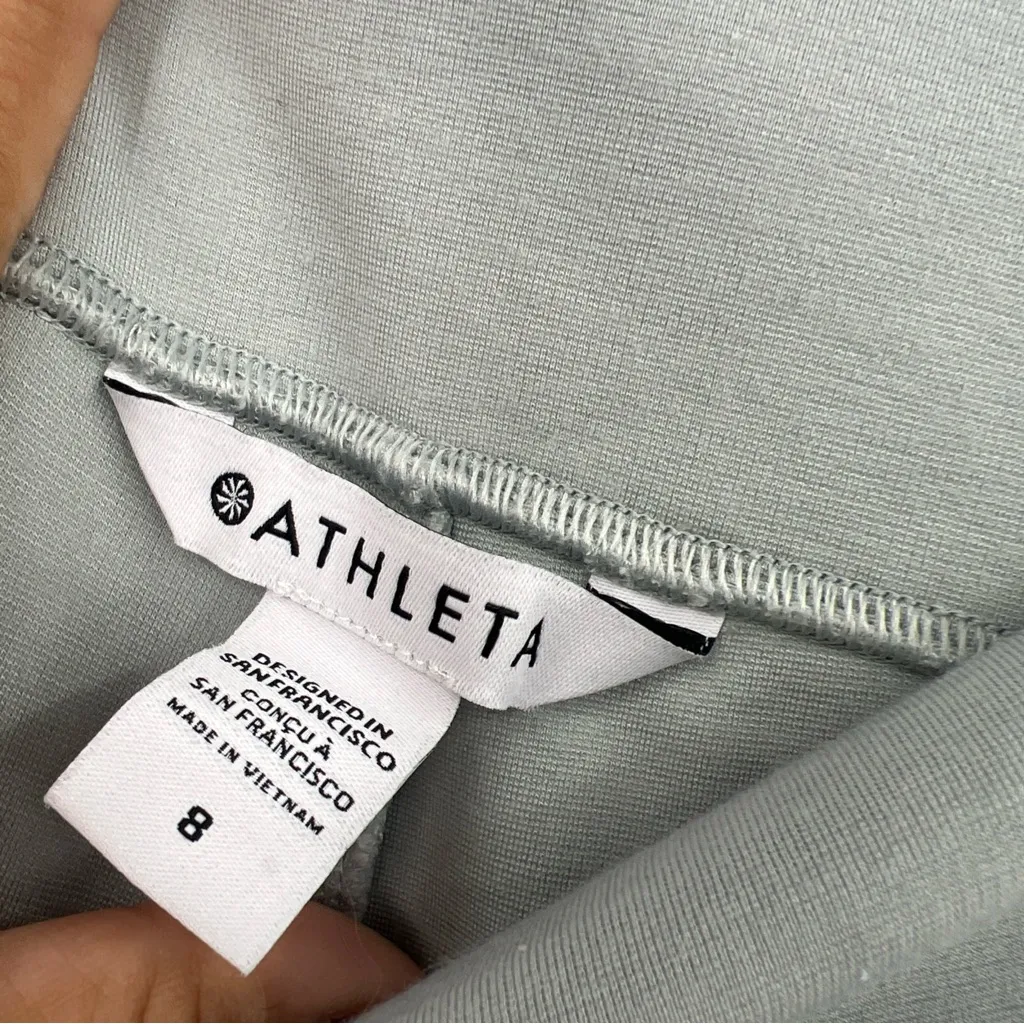 ATHLETA
DESIGNED IN
SAN FRANCISCO
CONÇU À
SAN FRANCISCO
MADE IN VIETNAM
8